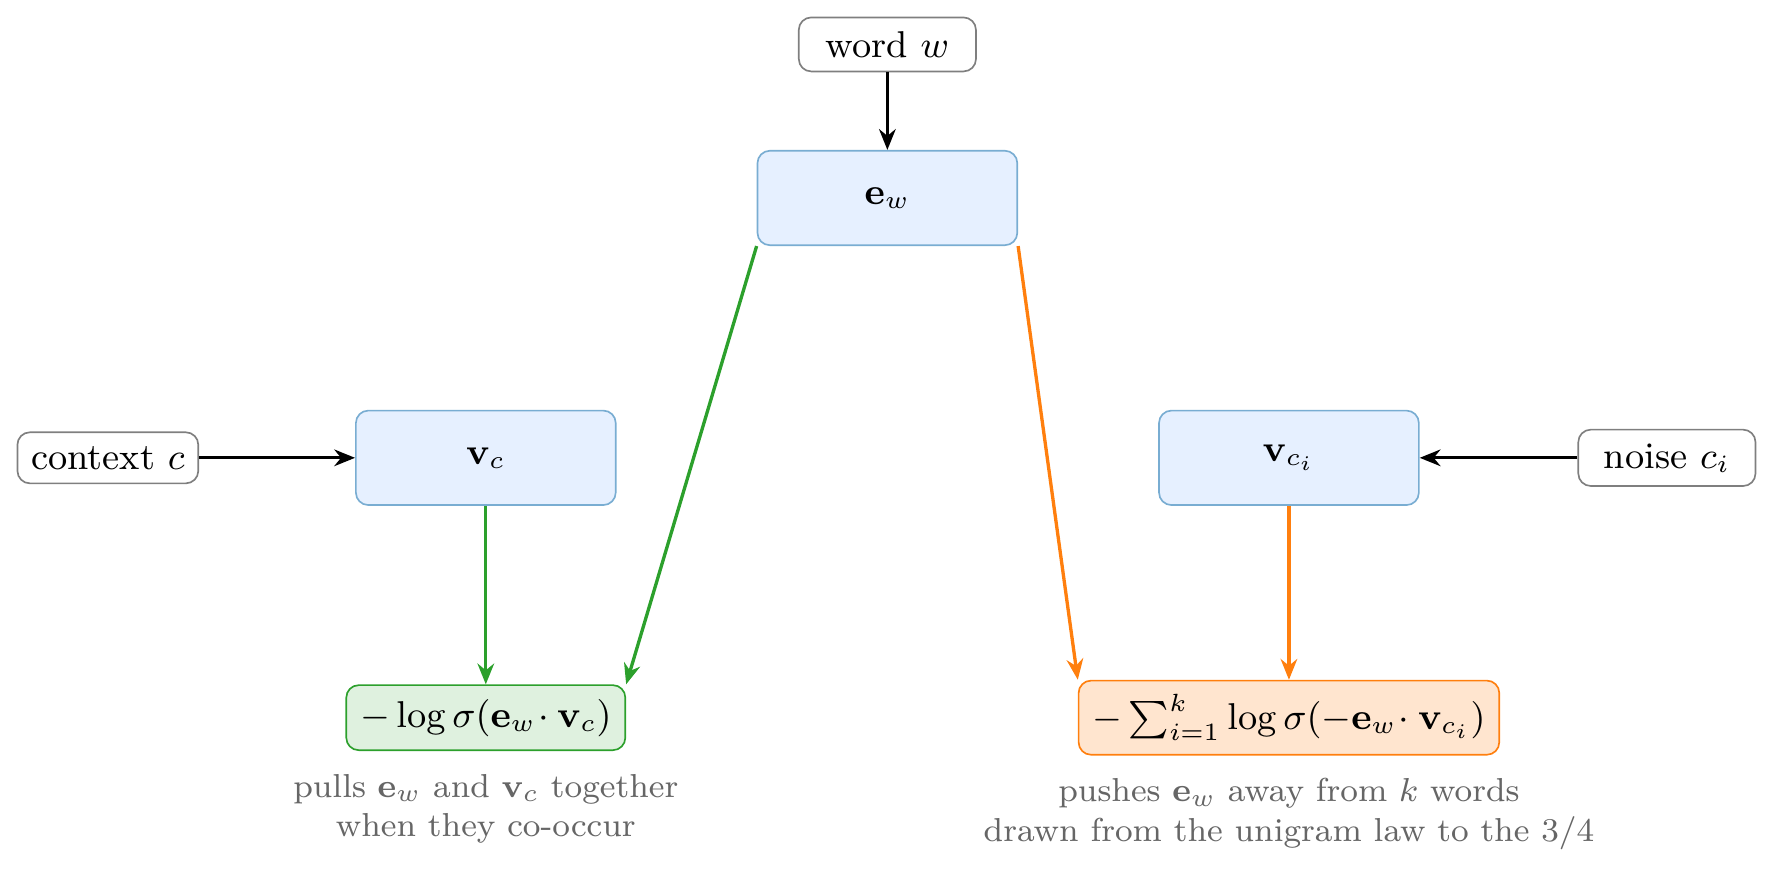 word w
e_w
context c
v_c
v_{c_i}
noise c_i
− log σ(e_w · v_c)
− ∑_{i=1}^{k} log σ(−e_w · v_{c_i})
pulls e_w and v_c together
when they co-occur
pushes e_w away from k words
drawn from the unigram law to the 3/4